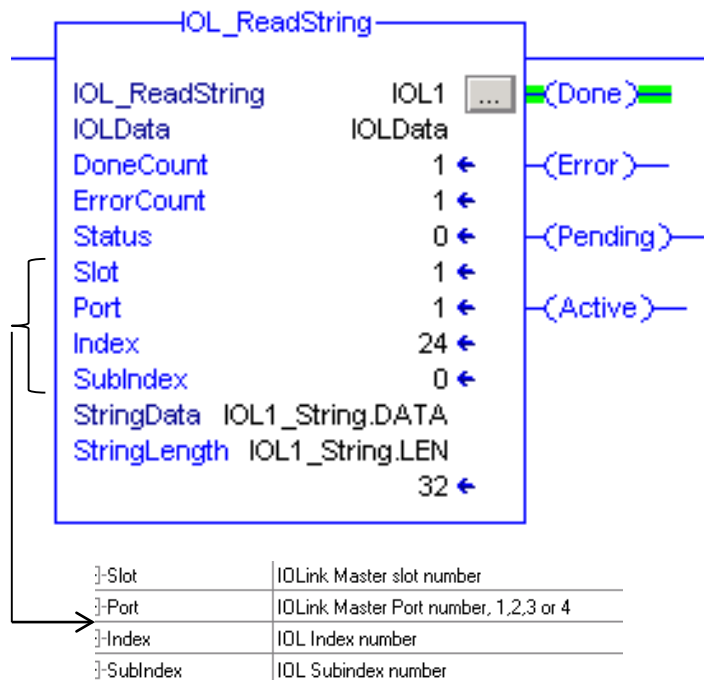 IOL_ReadString
IOL_ReadString IOL1 ... (Done)
IOLData IOLData
DoneCount 1 (Error)
ErrorCount 1
Status 0 (Pending)
Slot 1
Port 1 (Active)
Index 24
SubIndex 0
StringData IOL1_String.DATA
StringLength IOL1_String.LEN
32
-Slot IOLink Master slot number
-Port IOLink Master Port number, 1,2,3 or 4
-Index IOL Index number
-SubIndex IOL Subindex number